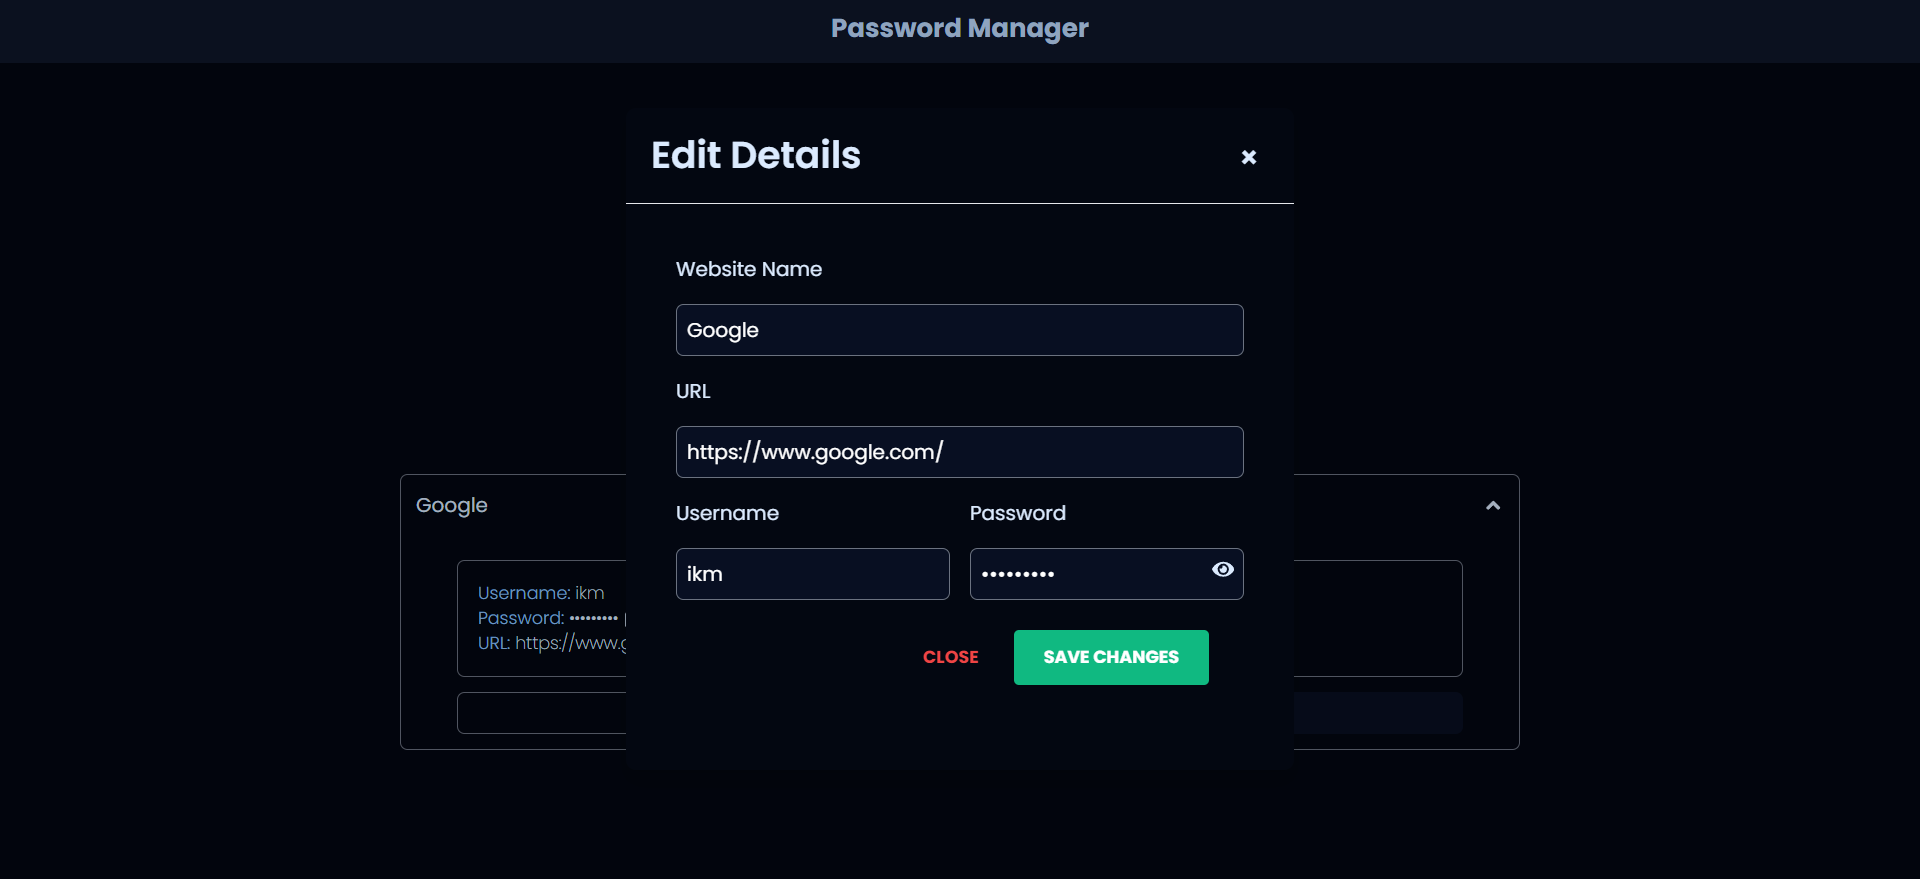 Password Manager
Edit Details
Website Name
Google
URL
https://www.google.com/
Username Password
ikm •••••••••
CLOSE SAVE CHANGES
Google
Username: ikm
Password: •••••••••
URL: https://www.g